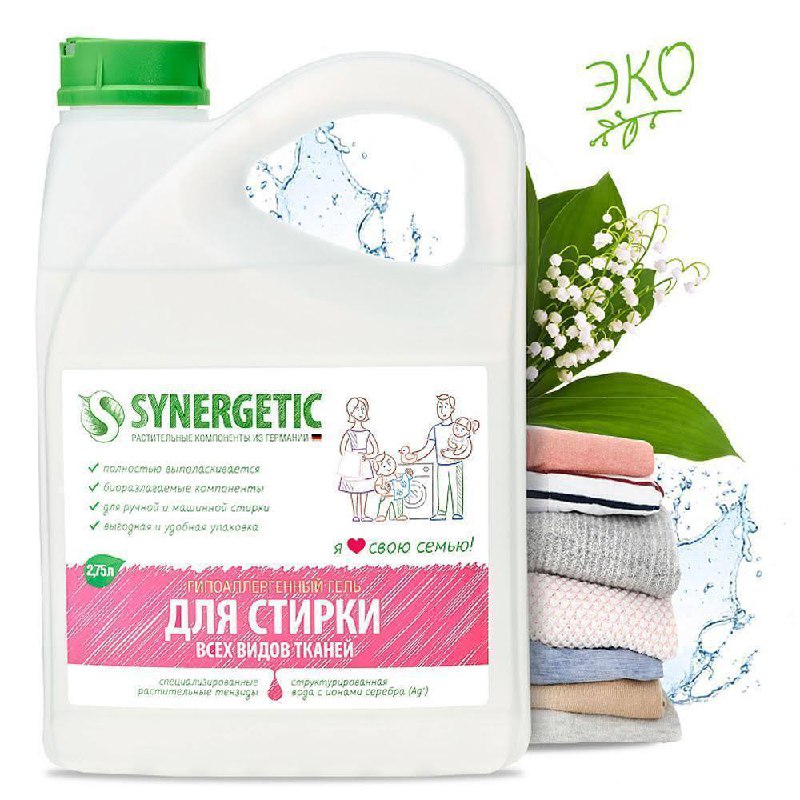 ЭКО
SYNERGETIC
РАСТИТЕЛЬНЫЕ КОМПОНЕНТЫ ИЗ ГЕРМАНИИ
полностью выполаскивается
биоразлагаемые компоненты
для ручной и машинной стирки
выгодная и удобная упаковка
я ❤ свою семью!
2,75л
ГИПОАЛЛЕРГЕННЫЙ ГЕЛЬ
ДЛЯ СТИРКИ
ВСЕХ ВИДОВ ТКАНЕЙ
специализированные
растительные тензиды
структурированная
вода с ионами серебра (Ag⁺)